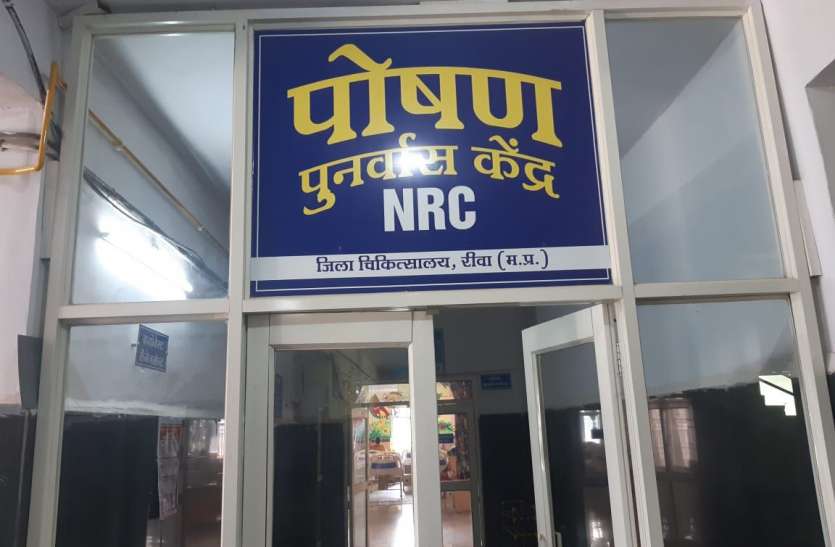 पोषण
पुनर्वास केंद्र
NRC
जिला चिकित्सालय, रीवा (म.प्र.)